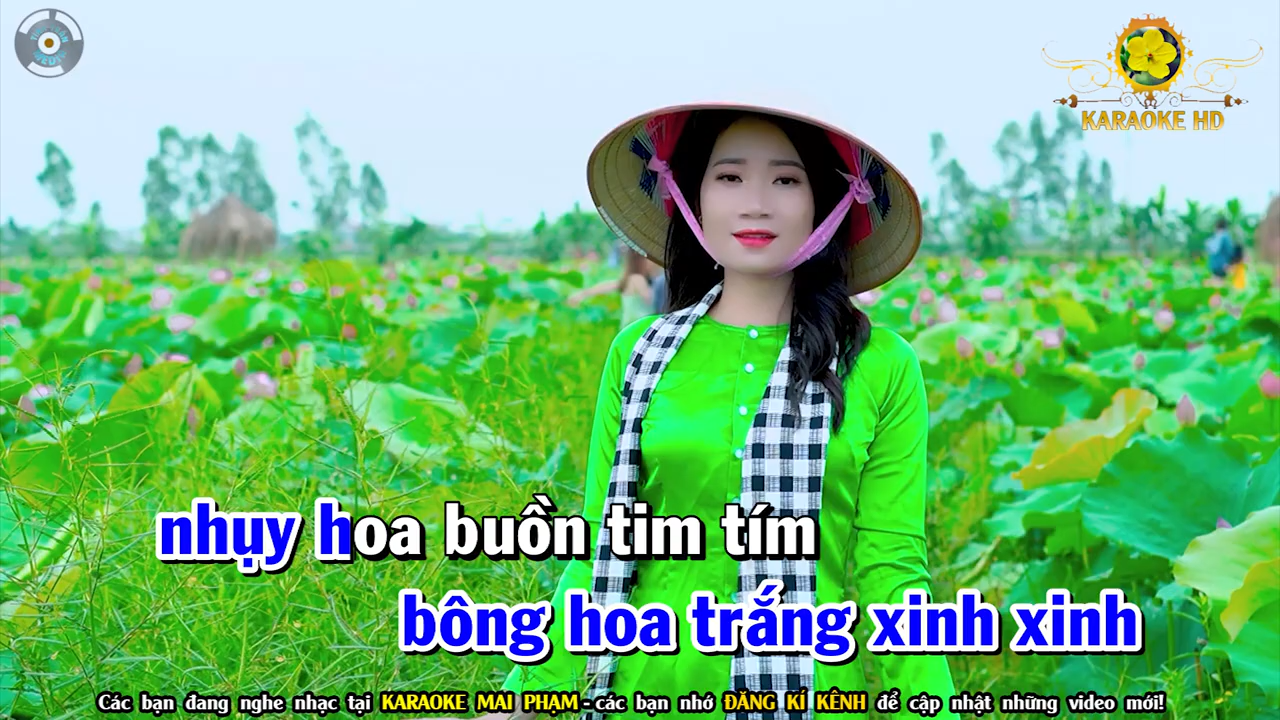 KARAOKE HD
nhụy hoa buồn tim tím
bông hoa trắng xinh xinh
Các bạn đang nghe nhạc tại KARAOKE MAI PHẠM - các bạn nhớ ĐĂNG KÍ KÊNH để cập nhật những video mới!